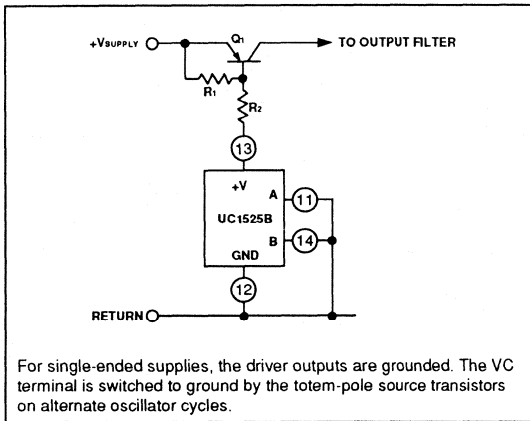 +VSUPPLY
Q1
TO OUTPUT FILTER
R1
R2
13
+V
A
11
UC1525B
B
14
GND
12
RETURN
For single-ended supplies, the driver outputs are grounded. The VC
terminal is switched to ground by the totem-pole source transistors
on alternate oscillator cycles.